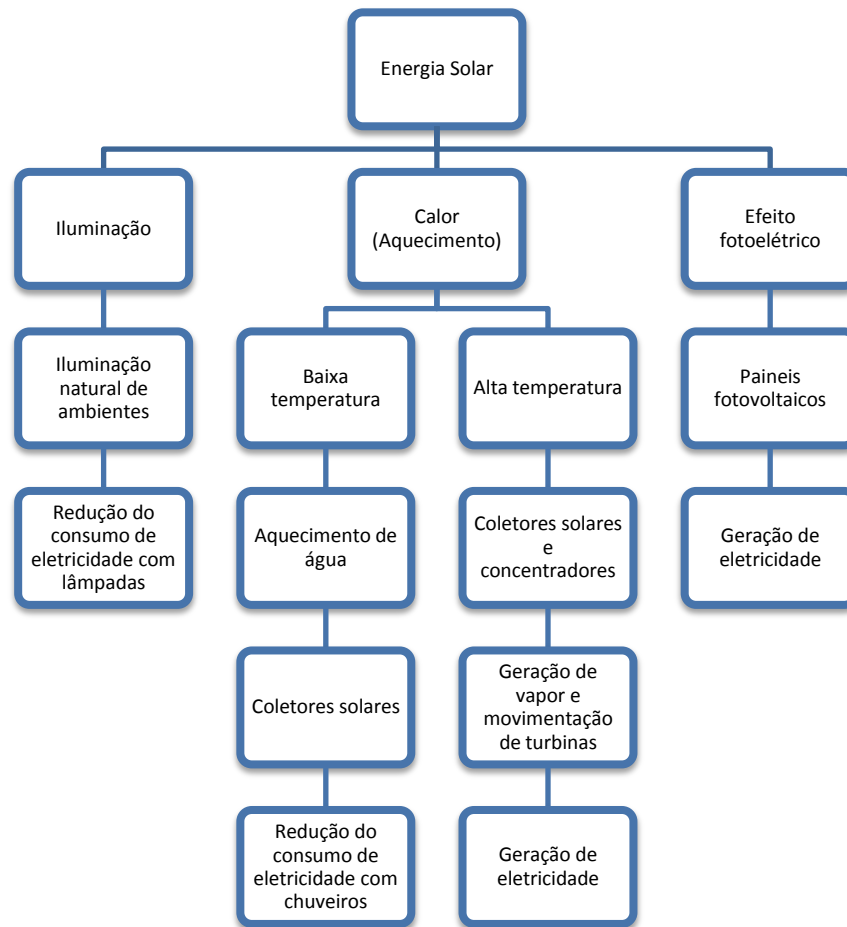 Energia Solar
Iluminação
Calor
(Aquecimento)
Efeito
fotoelétrico
Iluminação
natural de
ambientes
Baixa
temperatura
Alta temperatura
Paineis
fotovoltaicos
Redução do
consumo de
eletricidade com
lâmpadas
Aquecimento de
água
Coletores solares
e
concentradores
Geração de
eletricidade
Coletores solares
Geração de
vapor e
movimentação
de turbinas
Redução do
consumo de
eletricidade com
chuveiros
Geração de
eletricidade